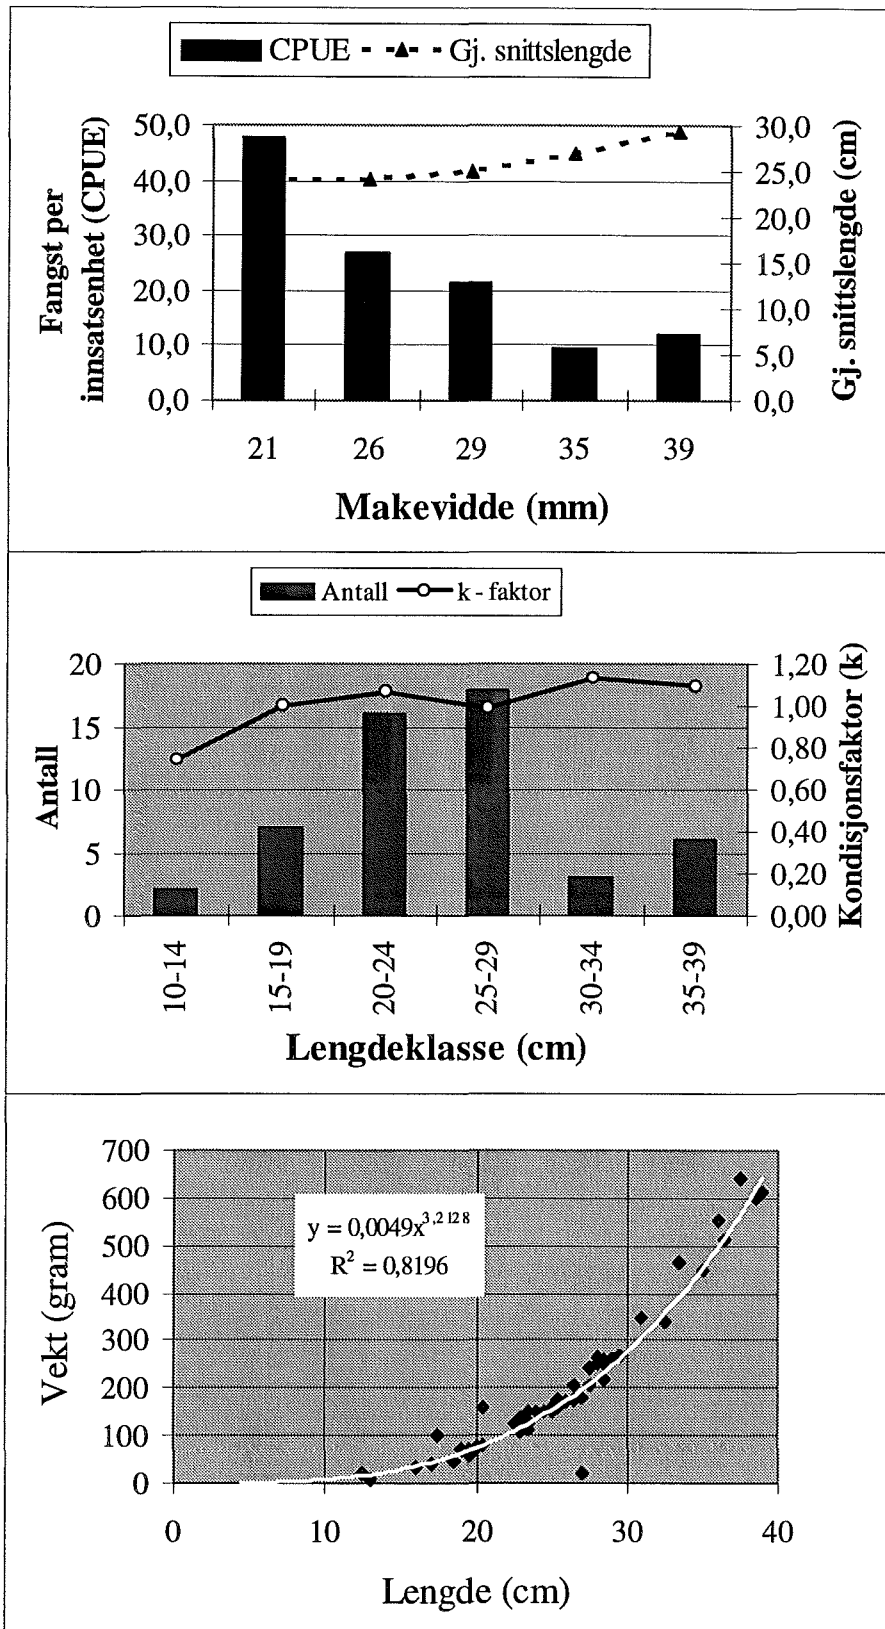 CPUE Gj. snittslengde
Fangst per
innsatsenhet (CPUE)
50,0
40,0
30,0
20,0
10,0
0,0
30,0
25,0
20,0
15,0
10,0
5,0
0,0
Gj. snittslengde (cm)
21 26 29 35 39
Makevidde (mm)
Antall k - faktor
Antall
20
15
10
5
0
1,20
1,00
0,80
0,60
0,40
0,20
0,00
Kondisjonsfaktor (k)
10-14 15-19 20-24 25-29 30-34 35-39
Lengdeklasse (cm)
Vekt (gram)
700
600
500
400
300
200
100
0
y = 0,0049x^3,2128
R² = 0,8196
0 10 20 30 40
Lengde (cm)